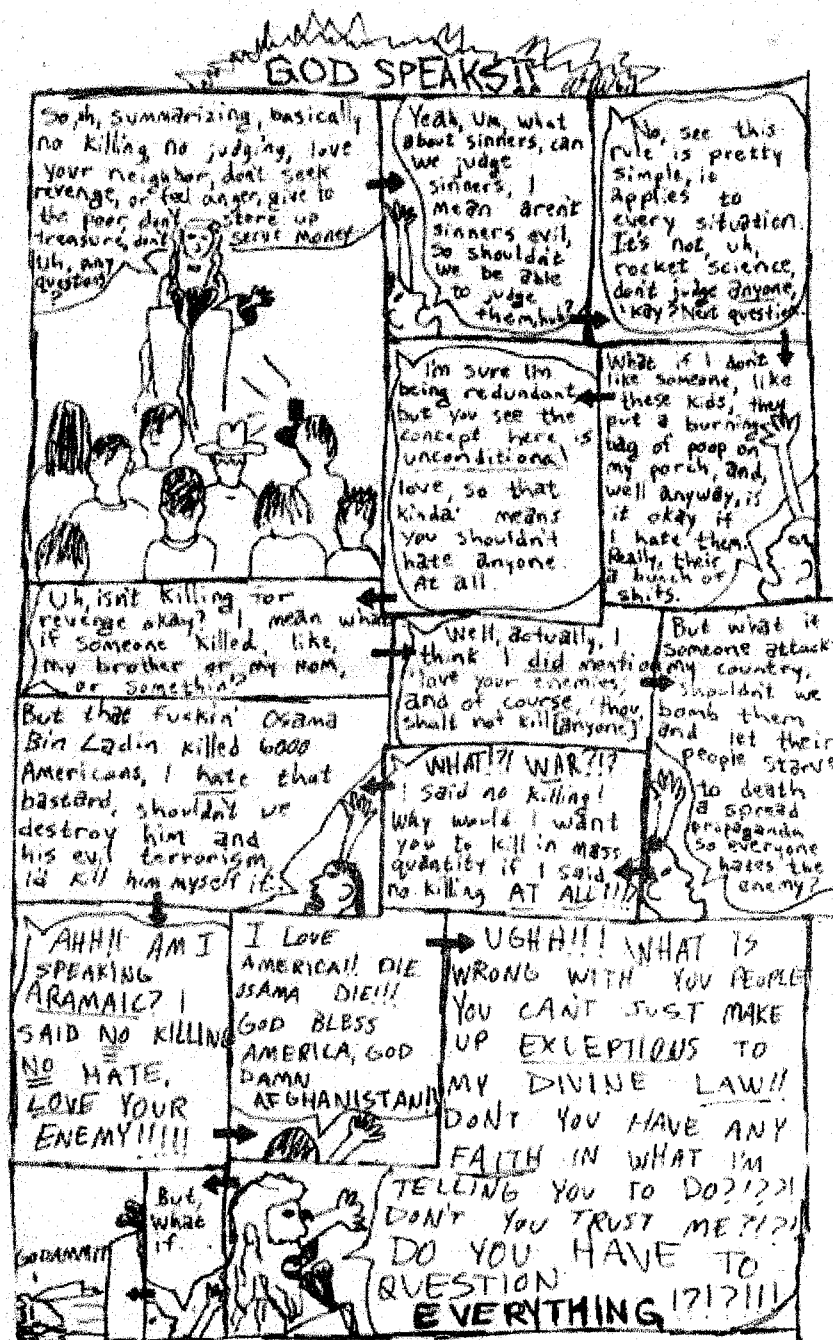 GOD SPEAKS!!
So, uh, summarizing, basically
no killing no judging, love
your neighbor, don't seek
revenge, or feel anger, give to
the poor, don't store up
treasure, don't serve money
Uh, any
questions?
Yeah, Um, what
about sinners, can
we judge
sinners, I
mean aren't
sinners evil,
so shouldn't
we be able
to judge
them, huh?
No, see this
rule is pretty
simple, it
applies to
every situation.
It's not, uh,
rocket science,
don't judge anyone,
'kay? Next question.
What if I don't
like someone, like
these kids, they
put a burning
bag of poop on
my porch, and,
well anyway, is
it okay if
I hate them.
Really, their
a bunch of
shits.
I'm sure I'm
being redundant,
but you see the
concept here is
unconditional
love, so that
kinda' means
you shouldn't
hate anyone.
At all.
Uh, isn't killing for
revenge okay? I mean what
if someone killed, like,
my brother or my mom,
or somethin'?
Well, actually, I
think I did mention
'love your enemies,'
and of course, 'thou
shalt not kill [anyone]
But what if
someone attack
my country,
shouldn't we
bomb them
and let their
people starve
to death
a spread
propaganda
so everyone
hates the
enemy?
WHAT!?! WAR?!?
I said no killing!
Why would I want
you to kill in mass
quantity if I said
no killing AT ALL!!!
But that fuckin' Osama
Bin Ladin killed 6000
Americans, I hate that
bastard, shouldn't we
destroy him and
his evil terrorism,
I'd kill him myself if..
AHH!! AM I
SPEAKING
ARAMAIC? I
SAID NO KILLING
NO HATE,
LOVE YOUR
ENEMY!!!!!
I LOVE
AMERICA!! DIE
OSAMA DIE!!!
GOD BLESS
AMERICA, GOD
DAMN
AFGHANISTAN!!
UGHH!!! WHAT IS
WRONG WITH YOU PEOPLE
YOU CAN'T JUST MAKE
UP EXCEPTIONS TO
MY DIVINE LAW!!
DON'T YOU HAVE ANY
FAITH IN WHAT I'M
TELLING YOU TO DO?!??!
DON'T YOU TRUST ME?!?!
DO YOU HAVE TO
QUESTION
EVERYTHING !?!?!!!
But,
what
if
GODAMMIT